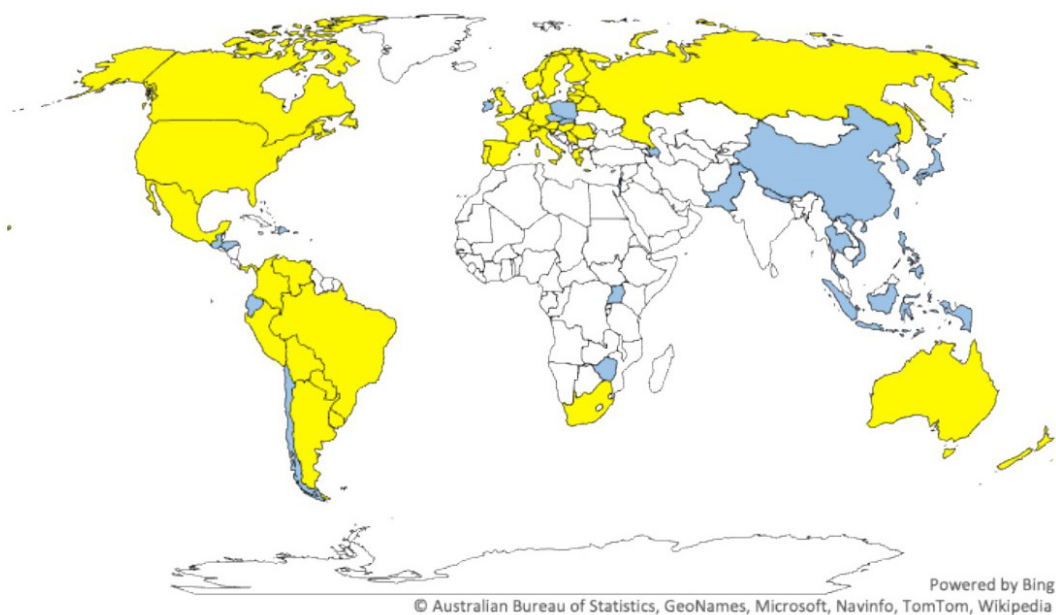 Powered by Bing
© Australian Bureau of Statistics, GeoNames, Microsoft, Navinfo, TomTom, Wikipedia